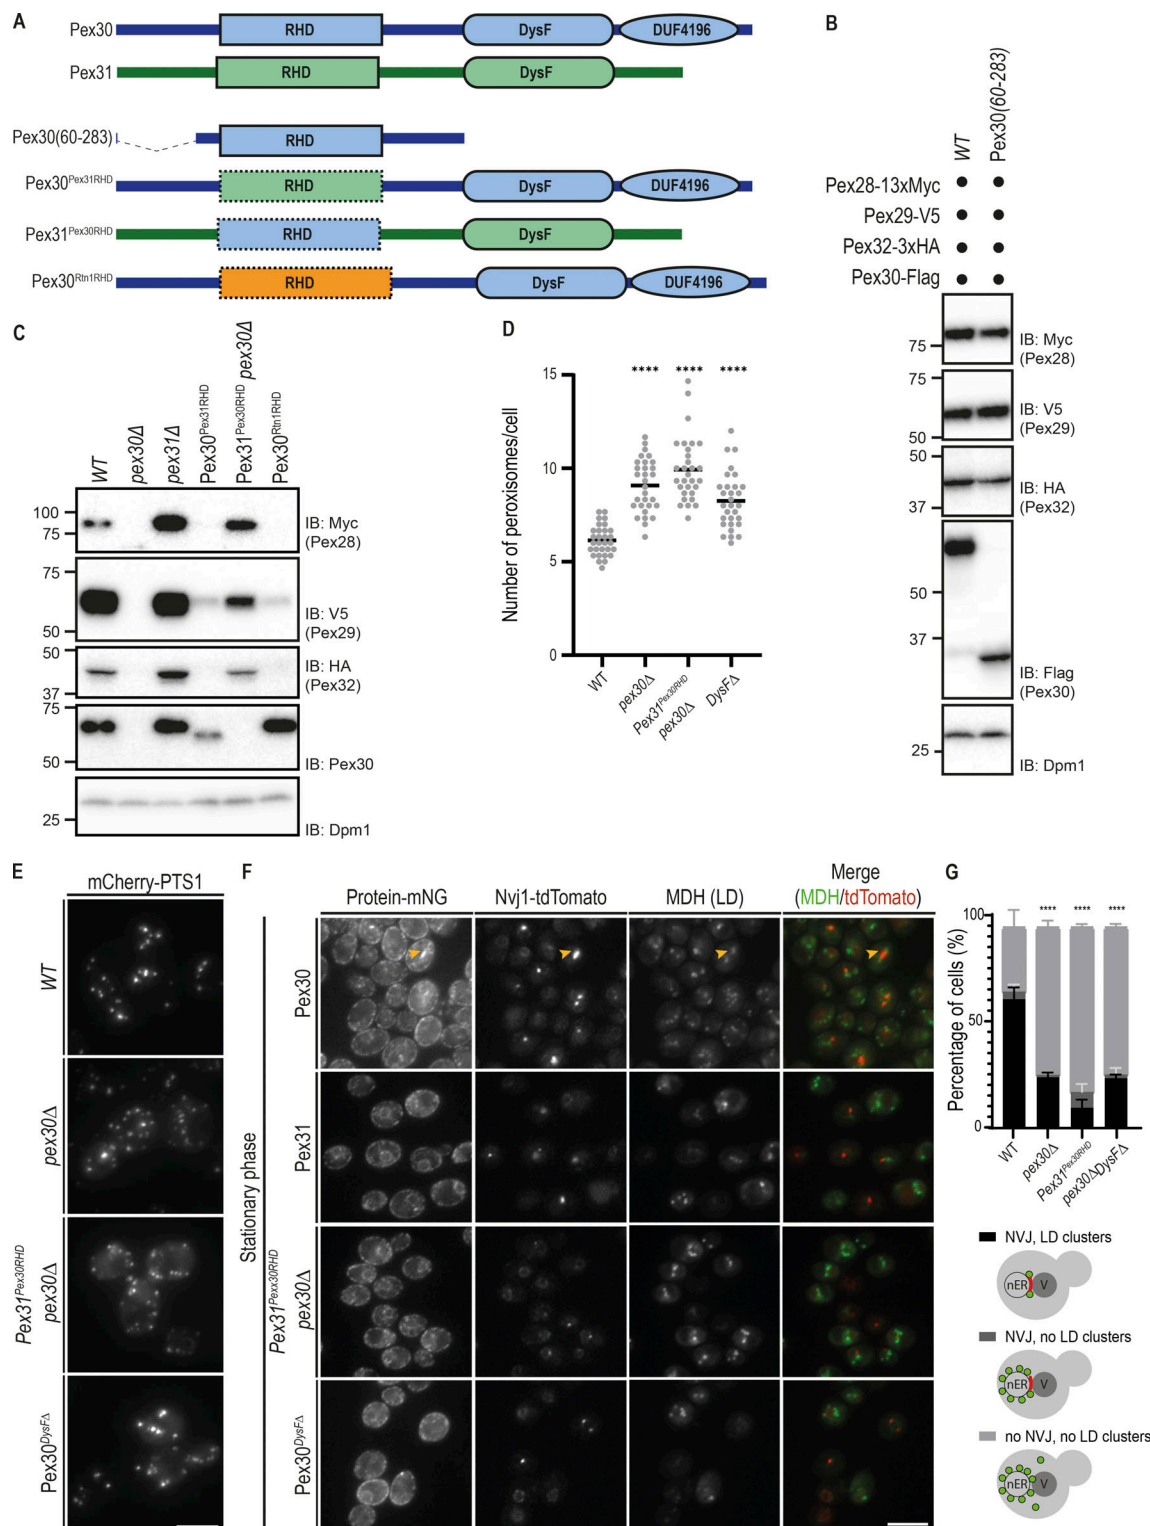 A
Pex30
RHD
DysF
DUF4196
Pex31
RHD
DysF
Pex30(60-283)
RHD
Pex30Pex31RHD
RHD
DysF
DUF4196
Pex31Pex30RHD
RHD
DysF
Pex30Rtn1RHD
RHD
DysF
DUF4196
B
WT
Pex30(60-283)
Pex28-13xMyc
Pex29-V5
Pex32-3xHA
Pex30-Flag
75
IB: Myc
(Pex28)
75
50
IB: V5
(Pex29)
50
37
IB: HA
(Pex32)
50
37
IB: Flag
(Pex30)
25
IB: Dpm1
C
WT
pex30Δ
pex31Δ
Pex30Pex31RHD
Pex31Pex30RHD pex30Δ
Pex30Rtn1RHD
100
75
IB: Myc
(Pex28)
75
50
IB: V5
(Pex29)
50
37
IB: HA
(Pex32)
75
50
IB: Pex30
25
IB: Dpm1
D
Number of peroxisomes/cell
15
10
5
0
**** **** ****
WT
pex30Δ
Pex31Pex30RHD
pex30Δ
DysFΔ
E
mCherry-PTS1
WT
pex30Δ
Pex31Pex30RHD
pex30Δ
Pex30DysFΔ
F
Protein-mNG
Nvj1-tdTomato
MDH (LD)
Merge
(MDH/tdTomato)
Stationary phase
Pex30
Pex31
Pex31Pexx30RHD
pex30Δ
Pex30DysFΔ
G
Percentage of cells (%)
100
50
0
**** **** ****
WT
pex30Δ
Pex31Pex30RHD
pex30ΔDysFΔ
NVJ, LD clusters
nER
V
NVJ, no LD clusters
nER
V
no NVJ, no LD clusters
nER
V